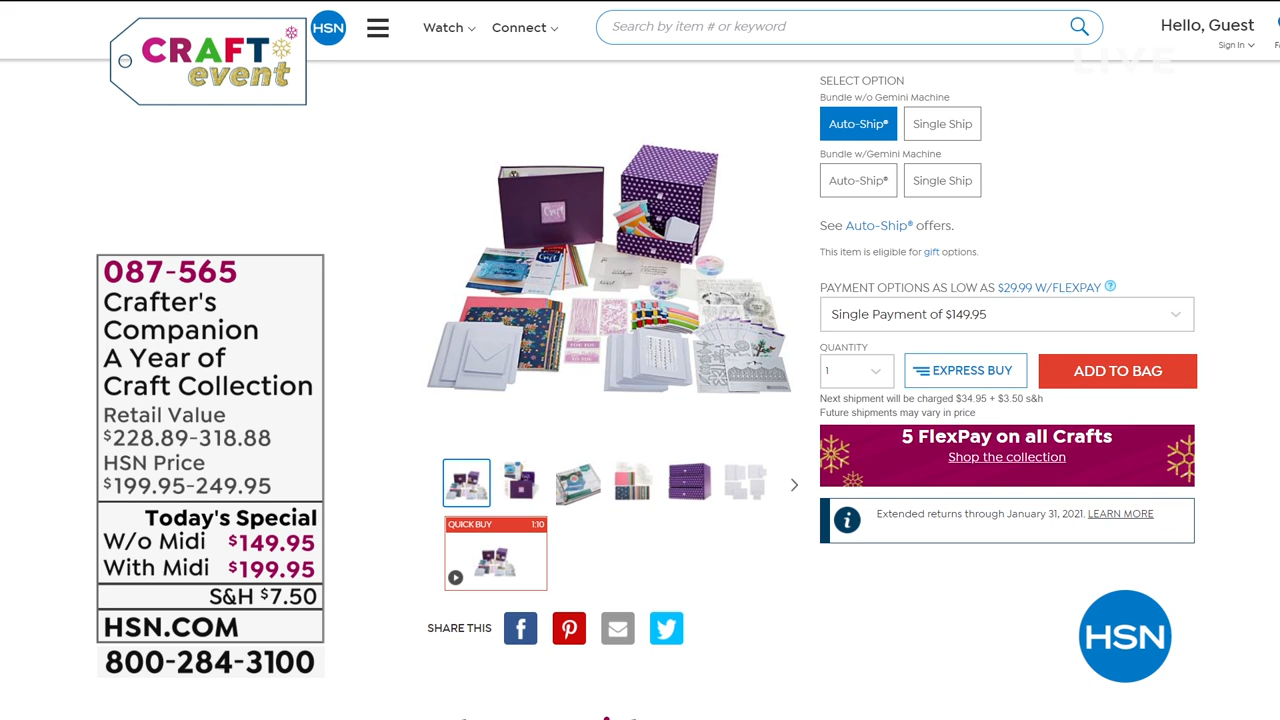 CRAFT
event
HSN
Watch
Connect
Search by item # or keyword
Hello, Guest
Sign In
LIVE
SELECT OPTION
Bundle w/o Gemini Machine
Auto-Ship®
Single Ship
Bundle w/Gemini Machine
Auto-Ship®
Single Ship
See Auto-Ship® offers.
This item is eligible for gift options.
PAYMENT OPTIONS AS LOW AS $29.99 W/FLEXPAY ?
Single Payment of $149.95
QUANTITY
1
EXPRESS BUY
ADD TO BAG
Next shipment will be charged $34.95 + $3.50 s&h
Future shipments may vary in price
5 FlexPay on all Crafts
Shop the collection
Extended returns through January 31, 2021. LEARN MORE
087-565
Crafter's
Companion
A Year of
Craft Collection
Retail Value
$228.89-318.88
HSN Price
$199.95-249.95
Today's Special
W/o Midi $149.95
With Midi $199.95
S&H $7.50
HSN.COM
800-284-3100
Craft
Craft
QUICK BUY 1:10
SHARE THIS
HSN